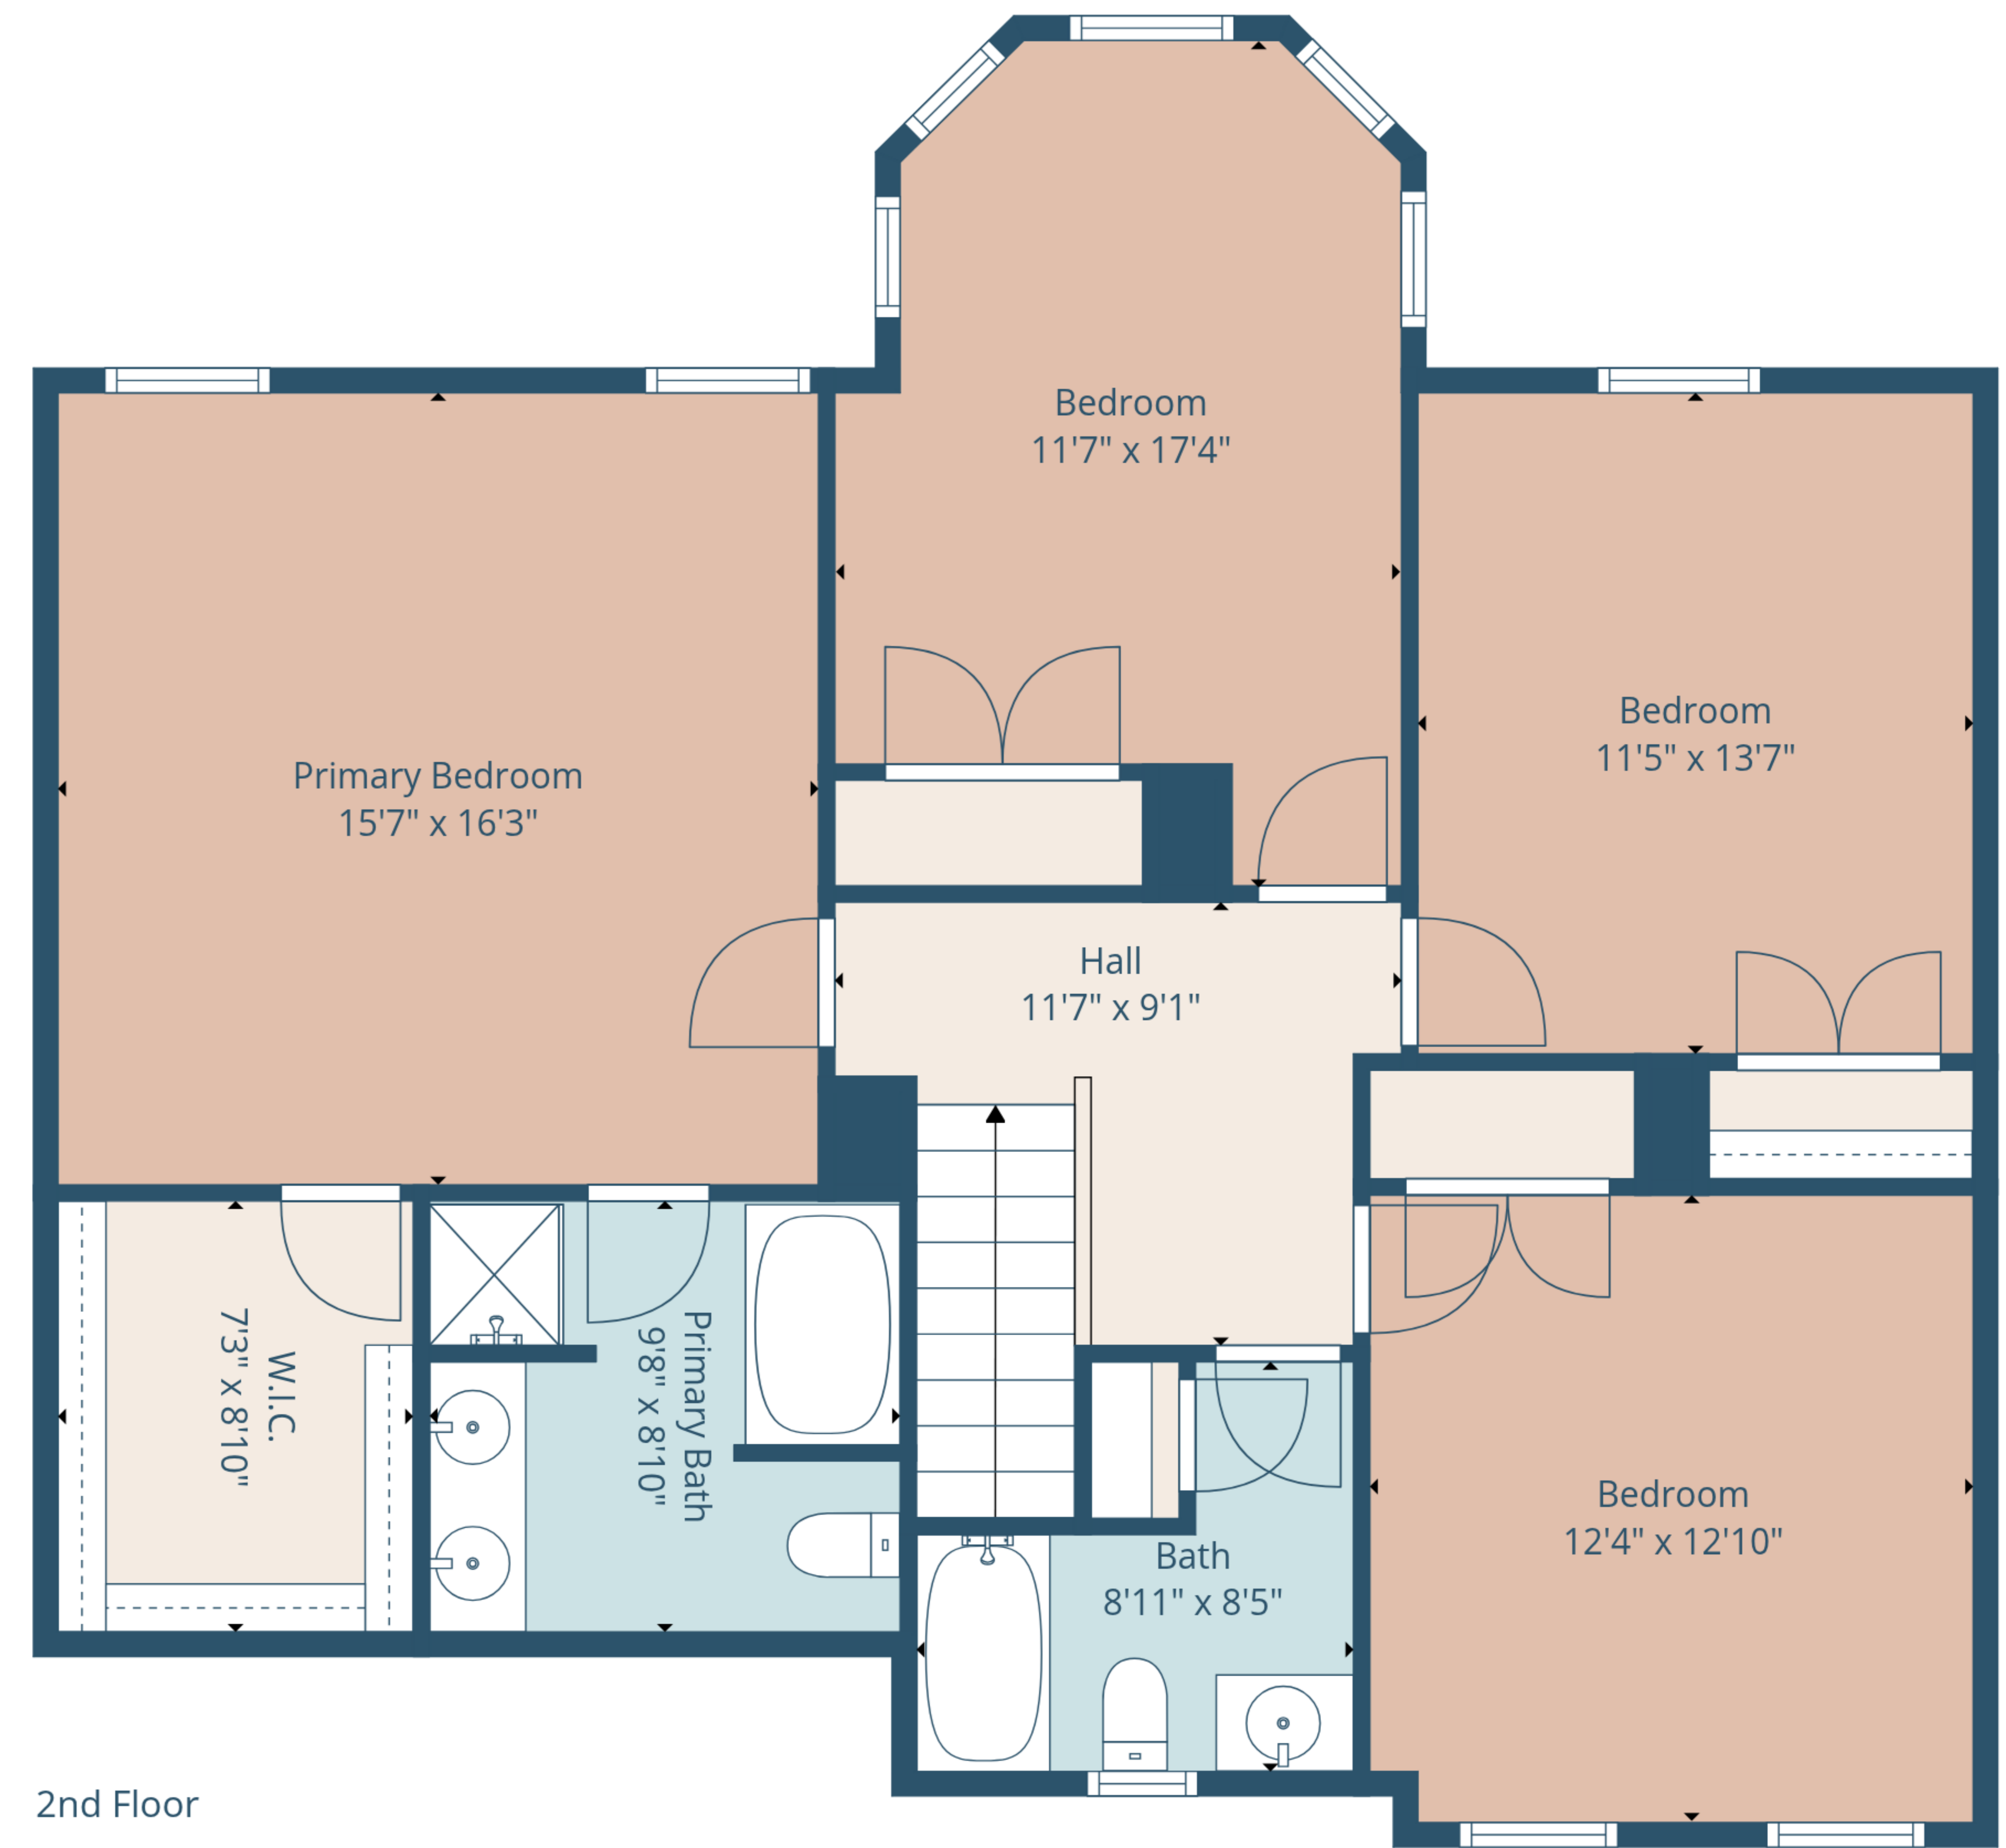 Bedroom
11'7" x 17'4"
Bedroom
11'5" x 13'7"
Primary Bedroom
15'7" x 16'3"
Hall
11'7" x 9'1"
W.I.C.
7'3" x 8'10"
Primary Bath
9'8" x 8'10"
Bedroom
12'4" x 12'10"
Bath
8'11" x 8'5"
2nd Floor